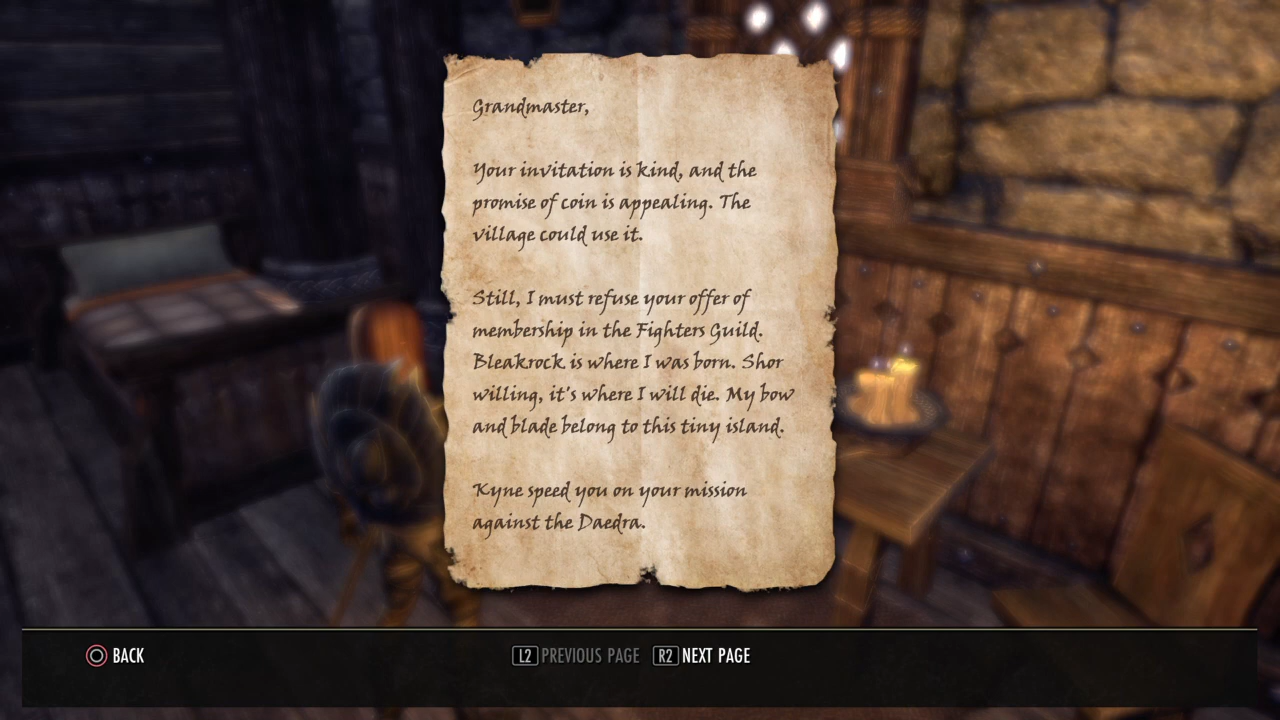 Grandmaster,
Your invitation is kind, and the
promise of coin is appealing. The
village could use it.
Still, I must refuse your offer of
membership in the Fighters Guild.
Bleakrock is where I was born. Shor
willing, it's where I will die. My bow
and blade belong to this tiny island.
Kyne speed you on your mission
against the Daedra.
BACK
L2 PREVIOUS PAGE R2 NEXT PAGE